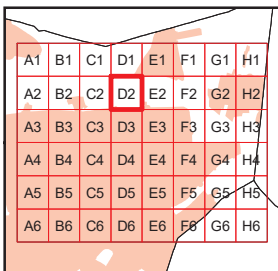 A1 B1 C1 D1 E1 F1 G1 H1
A2 B2 C2 D2 E2 F2 G2 H2
A3 B3 C3 D3 E3 F3 G3 H3
A4 B4 C4 D4 E4 F4 G4 H4
A5 B5 C5 D5 E5 F5 G5 H5
A6 B6 C6 D6 E6 F6 G6 H6